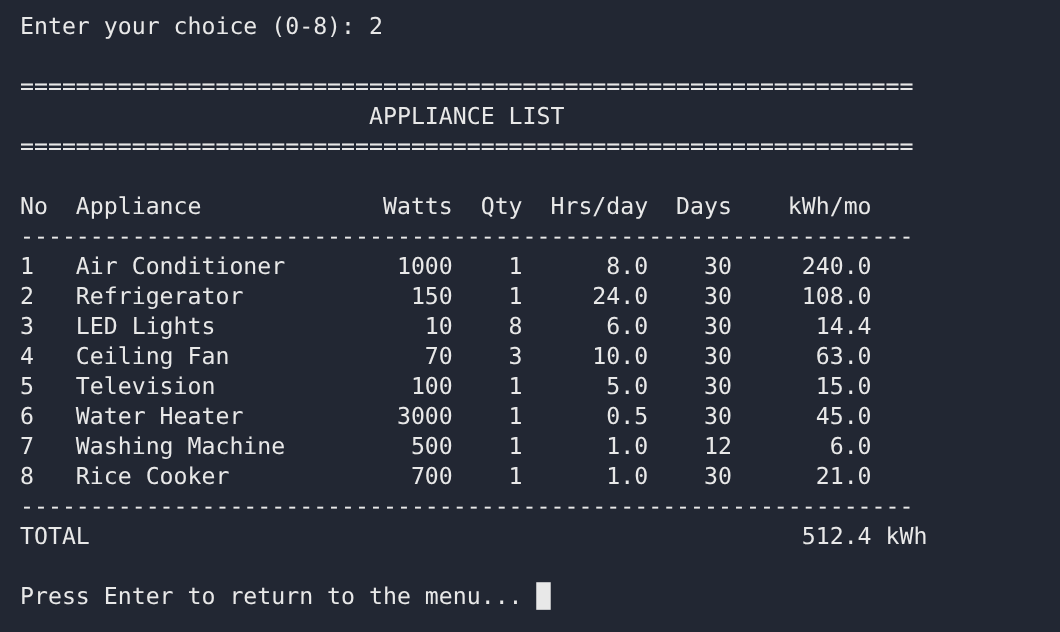 Enter your choice (0-8): 2
================================================================
                         APPLIANCE LIST
================================================================
No  Appliance             Watts  Qty  Hrs/day  Days    kWh/mo
----------------------------------------------------------------
1   Air Conditioner        1000    1      8.0    30     240.0
2   Refrigerator            150    1     24.0    30     108.0
3   LED Lights               10    8      6.0    30      14.4
4   Ceiling Fan              70    3     10.0    30      63.0
5   Television              100    1      5.0    30      15.0
6   Water Heater           3000    1      0.5    30      45.0
7   Washing Machine         500    1      1.0    12       6.0
8   Rice Cooker             700    1      1.0    30      21.0
----------------------------------------------------------------
TOTAL                                                   512.4 kWh
Press Enter to return to the menu...